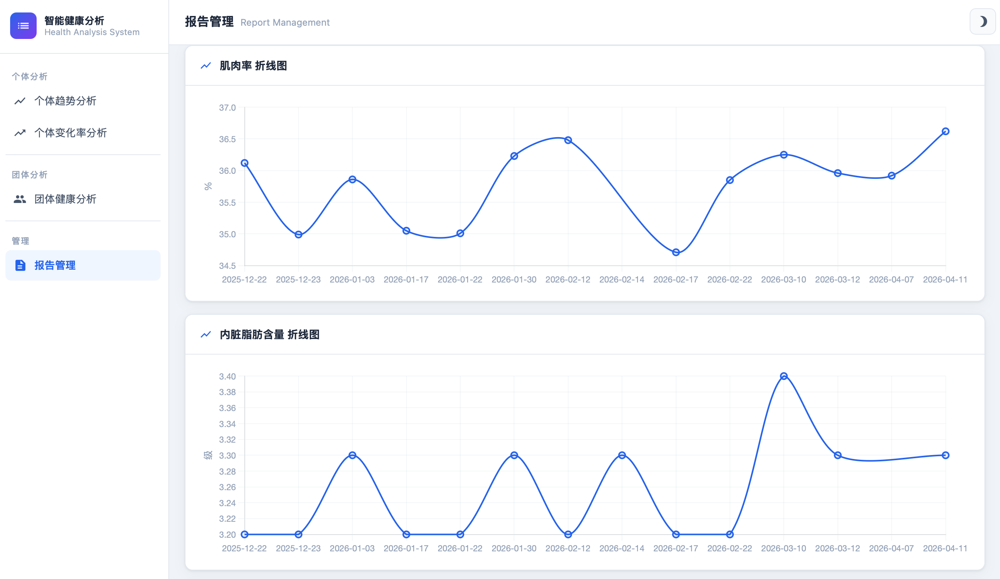 智能健康分析
Health Analysis System
个体分析
个体趋势分析
个体变化率分析
团体分析
团体健康分析
管理
报告管理
报告管理 Report Management
肌肉率 折线图
37.0
36.5
36.0
35.5
35.0
34.5
%
2025-12-22 2025-12-23 2026-01-03 2026-01-17 2026-01-22 2026-01-30 2026-02-12 2026-02-14 2026-02-17 2026-02-22 2026-03-10 2026-03-12 2026-04-07 2026-04-11
内脏脂肪含量 折线图
3.40
3.38
3.36
3.34
3.32
3.30
3.28
3.26
3.24
3.22
3.20
级
2025-12-22 2025-12-23 2026-01-03 2026-01-17 2026-01-22 2026-01-30 2026-02-12 2026-02-14 2026-02-17 2026-02-22 2026-03-10 2026-03-12 2026-04-07 2026-04-11